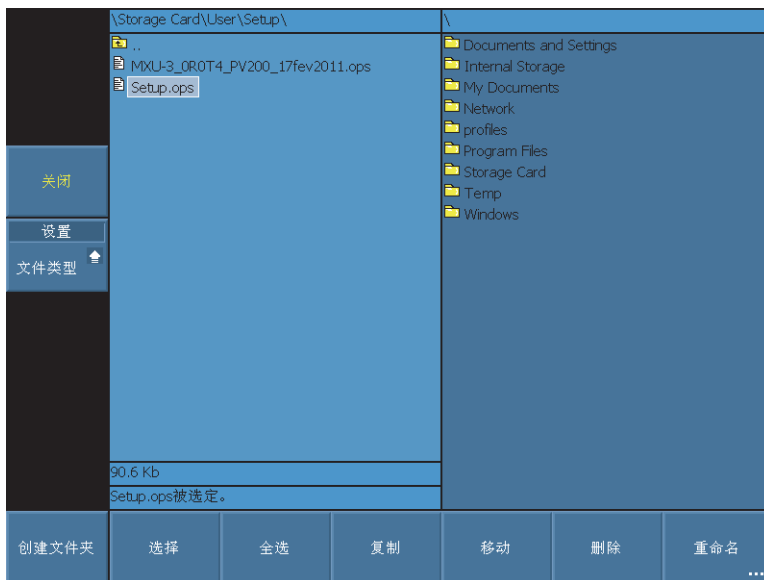 \Storage Card\User\Setup\
..
MXU-3_0R0T4_PV200_17fev2011.ops
Setup.ops
90.6 Kb
Setup.ops被选定。
\
Documents and Settings
Internal Storage
My Documents
Network
profiles
Program Files
Storage Card
Temp
Windows
关闭
设置
文件类型
创建文件夹
选择
全选
复制
移动
删除
重命名
...